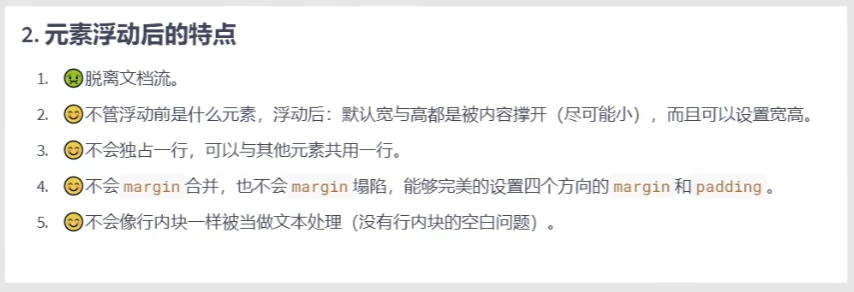 2. 元素浮动后的特点
1. 🤢脱离文档流。
2. 😊不管浮动前是什么元素，浮动后：默认宽与高都是被内容撑开（尽可能小），而且可以设置宽高。
3. 😊不会独占一行，可以与其他元素共用一行。
4. 😊不会 margin 合并，也不会 margin 塌陷，能够完美的设置四个方向的 margin 和 padding 。
5. 😊不会像行内块一样被当做文本处理（没有行内块的空白问题）。